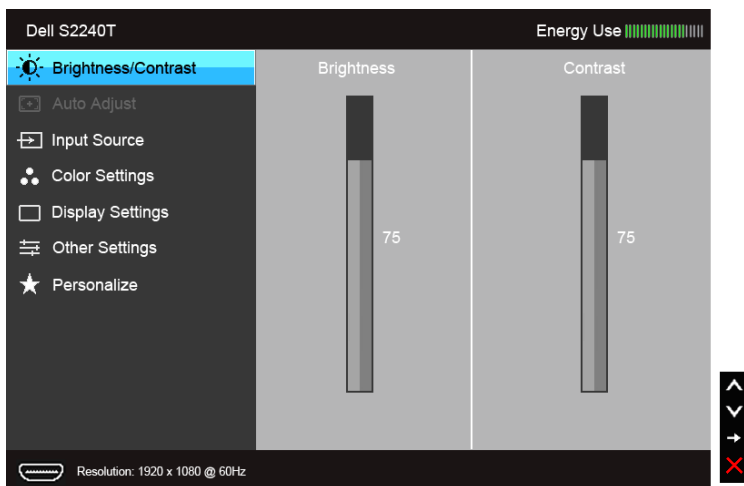 Dell S2240T
Energy Use
Brightness/Contrast
Brightness
Contrast
Auto Adjust
Input Source
Color Settings
Display Settings
75
75
Other Settings
Personalize
Resolution: 1920 x 1080 @ 60Hz